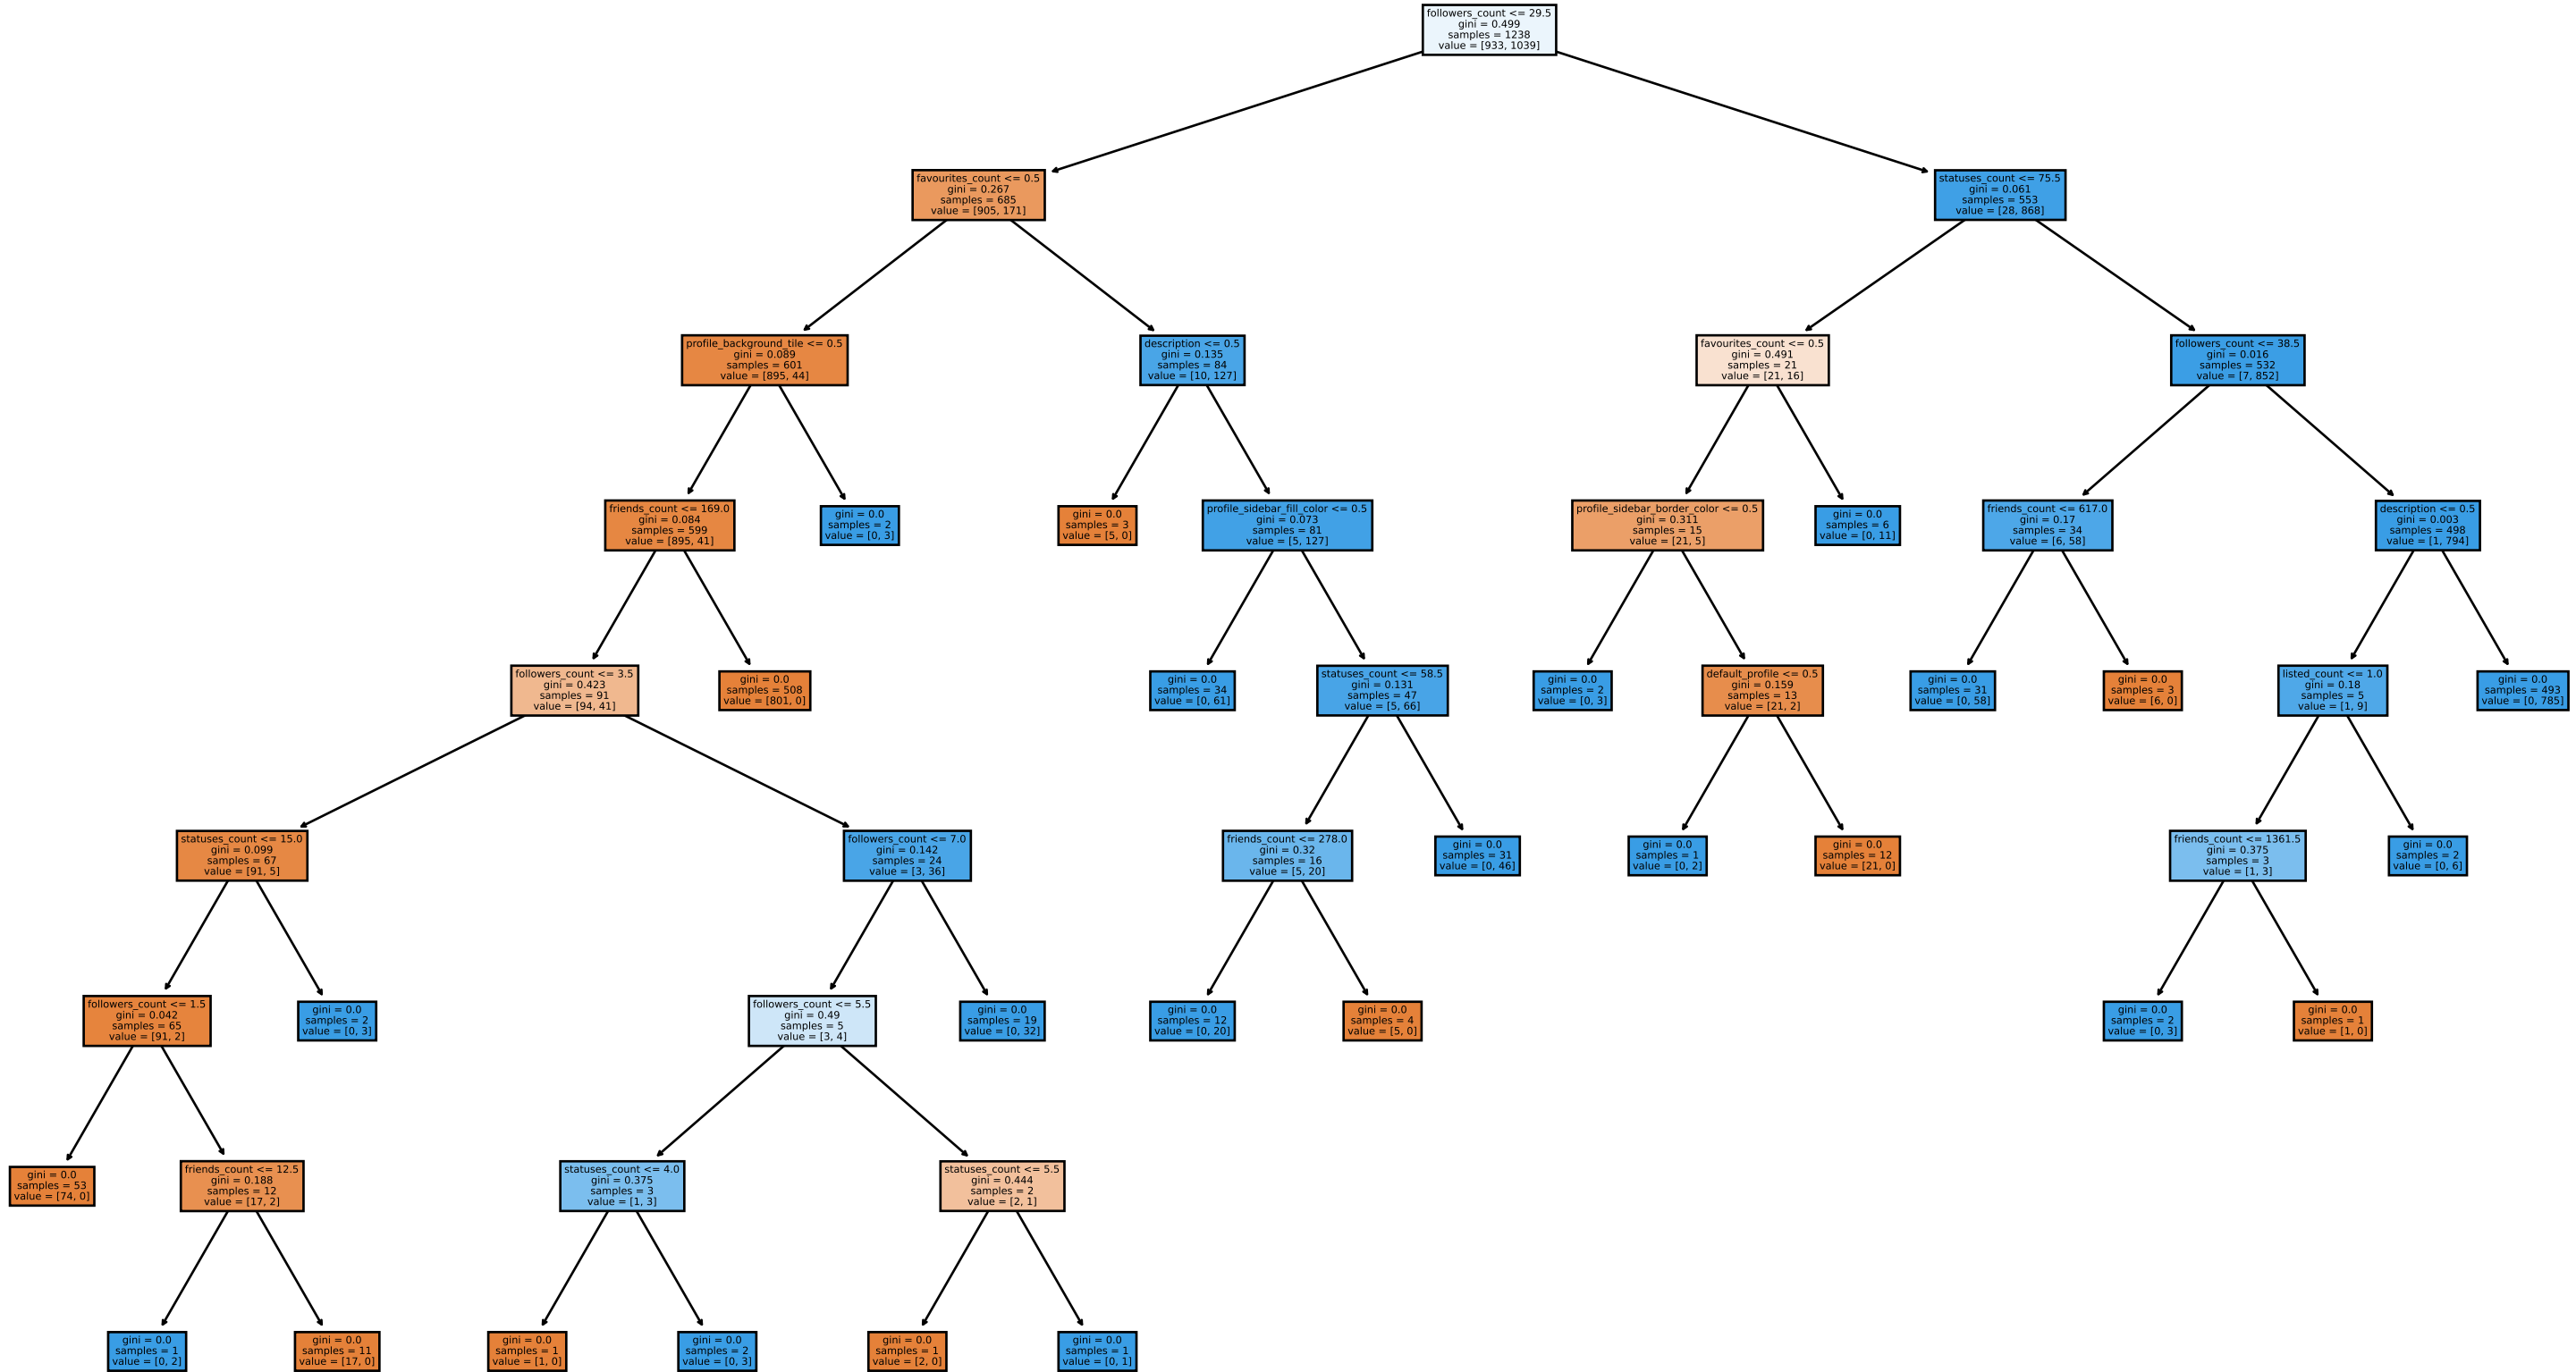 followers_count <= 29.5
gini = 0.499
samples = 1238
value = [933, 1039]
favourites_count <= 0.5
gini = 0.267
samples = 685
value = [905, 171]
statuses_count <= 75.5
gini = 0.061
samples = 553
value = [28, 868]
profile_background_tile <= 0.5
gini = 0.089
samples = 601
value = [895, 44]
description <= 0.5
gini = 0.135
samples = 84
value = [10, 127]
favourites_count <= 0.5
gini = 0.491
samples = 21
value = [21, 16]
followers_count <= 38.5
gini = 0.016
samples = 532
value = [7, 852]
friends_count <= 169.0
gini = 0.084
samples = 599
value = [895, 41]
gini = 0.0
samples = 2
value = [0, 3]
gini = 0.0
samples = 3
value = [5, 0]
profile_sidebar_fill_color <= 0.5
gini = 0.073
samples = 81
value = [5, 127]
profile_sidebar_border_color <= 0.5
gini = 0.311
samples = 15
value = [21, 5]
gini = 0.0
samples = 6
value = [0, 11]
friends_count <= 617.0
gini = 0.17
samples = 34
value = [6, 58]
description <= 0.5
gini = 0.003
samples = 498
value = [1, 794]
followers_count <= 3.5
gini = 0.423
samples = 91
value = [94, 41]
gini = 0.0
samples = 508
value = [801, 0]
gini = 0.0
samples = 34
value = [0, 61]
statuses_count <= 58.5
gini = 0.131
samples = 47
value = [5, 66]
gini = 0.0
samples = 2
value = [0, 3]
default_profile <= 0.5
gini = 0.159
samples = 13
value = [21, 2]
gini = 0.0
samples = 31
value = [0, 58]
gini = 0.0
samples = 3
value = [6, 0]
listed_count <= 1.0
gini = 0.18
samples = 5
value = [1, 9]
gini = 0.0
samples = 493
value = [0, 785]
statuses_count <= 15.0
gini = 0.099
samples = 67
value = [91, 5]
followers_count <= 7.0
gini = 0.142
samples = 24
value = [3, 36]
friends_count <= 278.0
gini = 0.32
samples = 16
value = [5, 20]
gini = 0.0
samples = 31
value = [0, 46]
gini = 0.0
samples = 1
value = [0, 2]
gini = 0.0
samples = 12
value = [21, 0]
friends_count <= 1361.5
gini = 0.375
samples = 3
value = [1, 3]
gini = 0.0
samples = 2
value = [0, 6]
followers_count <= 1.5
gini = 0.042
samples = 65
value = [91, 2]
gini = 0.0
samples = 2
value = [0, 3]
followers_count <= 5.5
gini = 0.49
samples = 5
value = [3, 4]
gini = 0.0
samples = 19
value = [0, 32]
gini = 0.0
samples = 12
value = [0, 20]
gini = 0.0
samples = 4
value = [5, 0]
gini = 0.0
samples = 2
value = [0, 3]
gini = 0.0
samples = 1
value = [1, 0]
gini = 0.0
samples = 53
value = [74, 0]
friends_count <= 12.5
gini = 0.188
samples = 12
value = [17, 2]
statuses_count <= 4.0
gini = 0.375
samples = 3
value = [1, 3]
statuses_count <= 5.5
gini = 0.444
samples = 2
value = [2, 1]
gini = 0.0
samples = 1
value = [0, 2]
gini = 0.0
samples = 11
value = [17, 0]
gini = 0.0
samples = 1
value = [1, 0]
gini = 0.0
samples = 2
value = [0, 3]
gini = 0.0
samples = 1
value = [2, 0]
gini = 0.0
samples = 1
value = [0, 1]